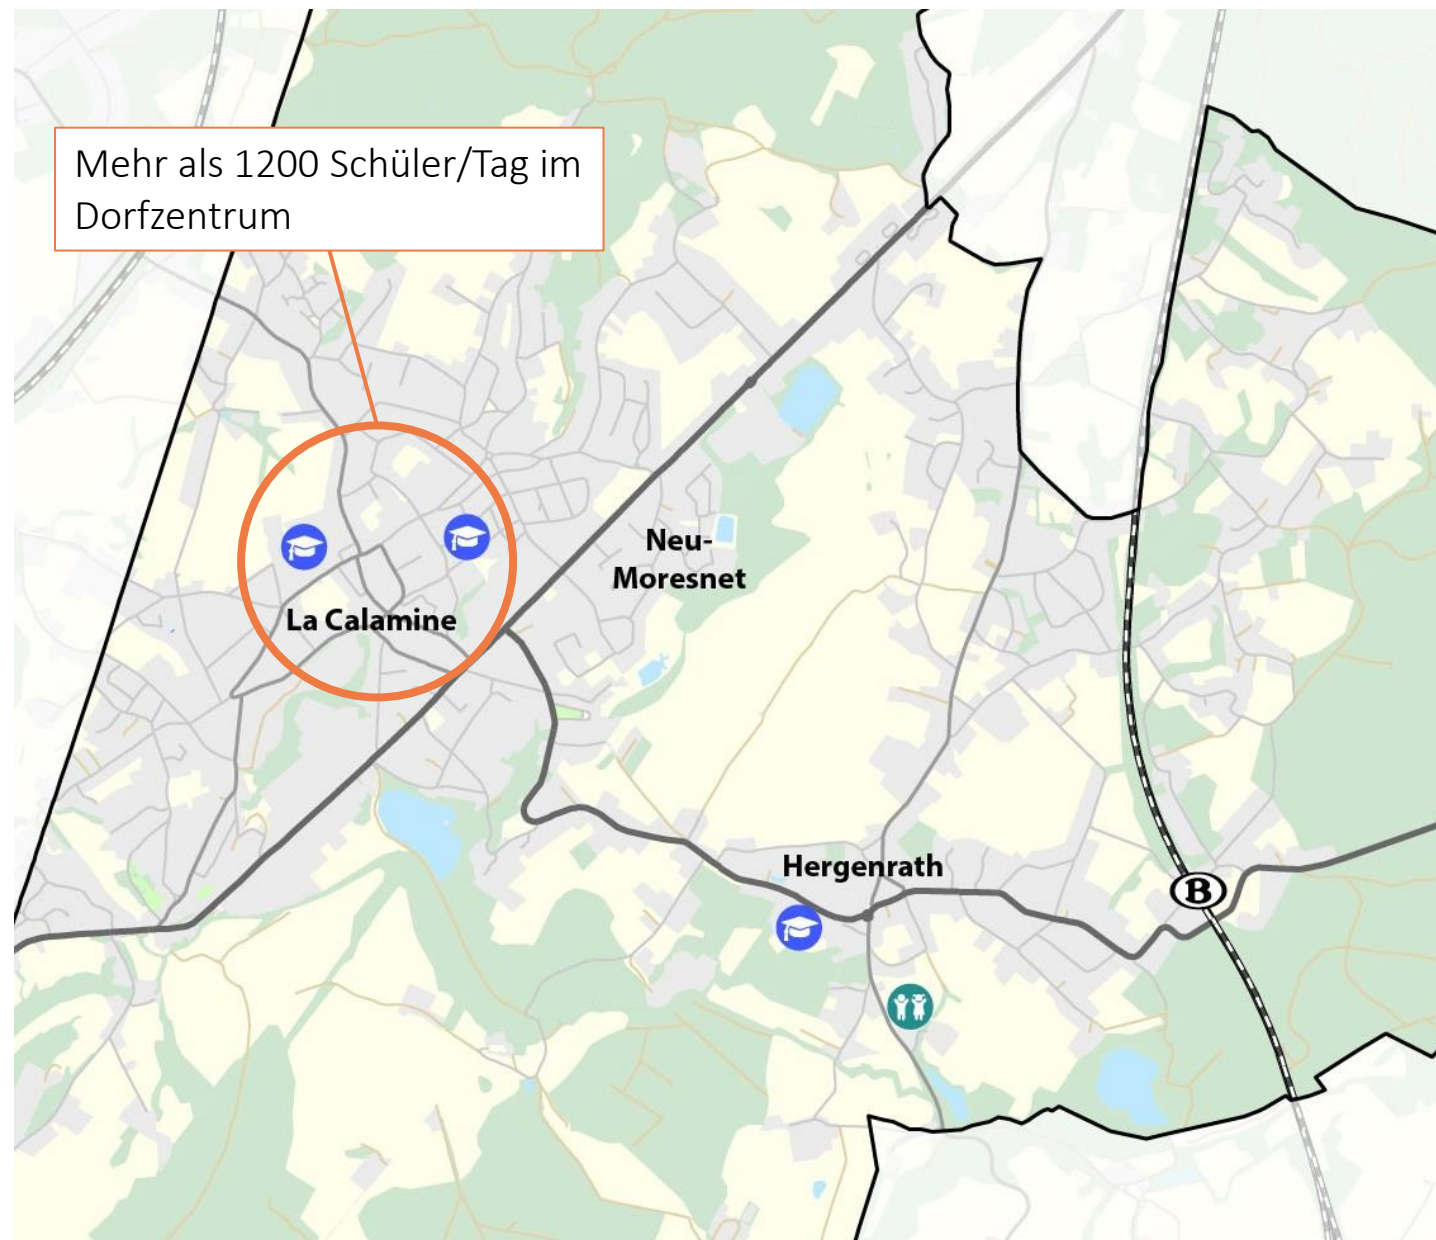 Mehr als 1200 Schüler/Tag im
Dorfzentrum
Neu-
Moresnet
La Calamine
Hergenrath
B